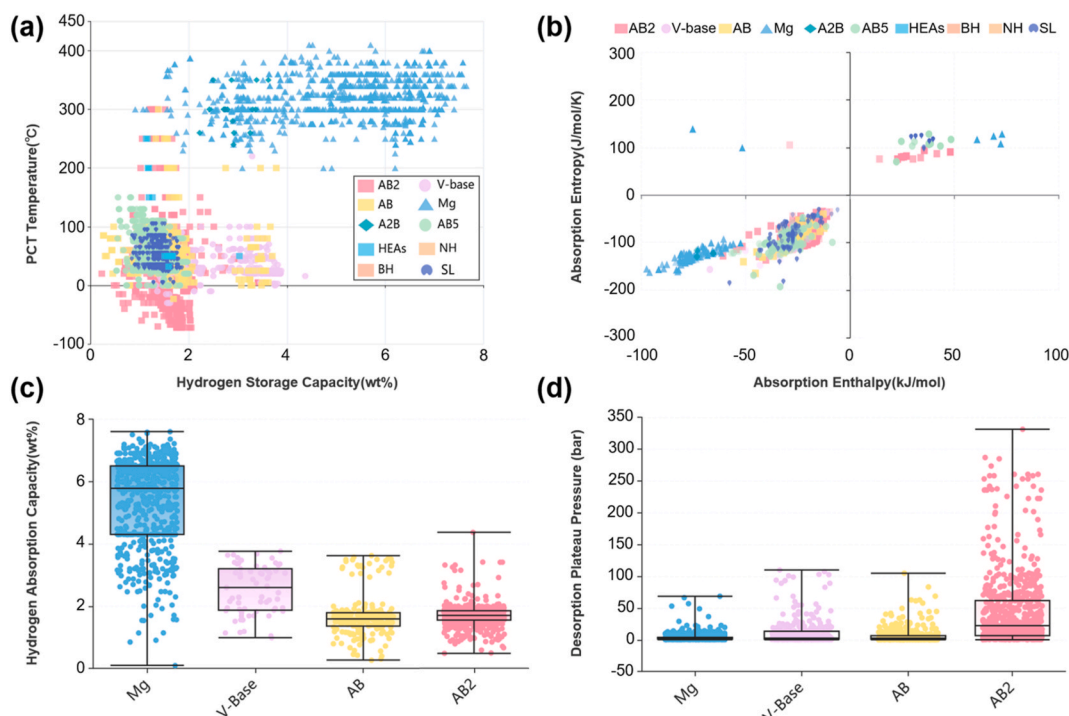 (a)
450
400
300
200
100
0
-100
0
2
4
6
8
PCT Temperature(°C)
Hydrogen Storage Capacity(wt%)
AB2
V-base
AB
Mg
A2B
AB5
HEAs
NH
BH
SL
(b)
AB2 V-base AB Mg A2B AB5 HEAs BH NH SL
300
200
100
0
-100
-200
-300
-100
-50
0
50
100
Absorption Entropy(J/mol/K)
Absorption Enthalpy(kJ/mol)
(c)
8
6
4
2
0
Hydrogen Absorption Capacity(wt%)
Mg
V-Base
AB
AB2
(d)
350
300
250
200
150
100
50
0
-50
Desorption Plateau Pressure (bar)
Mg
V-Base
AB
AB2